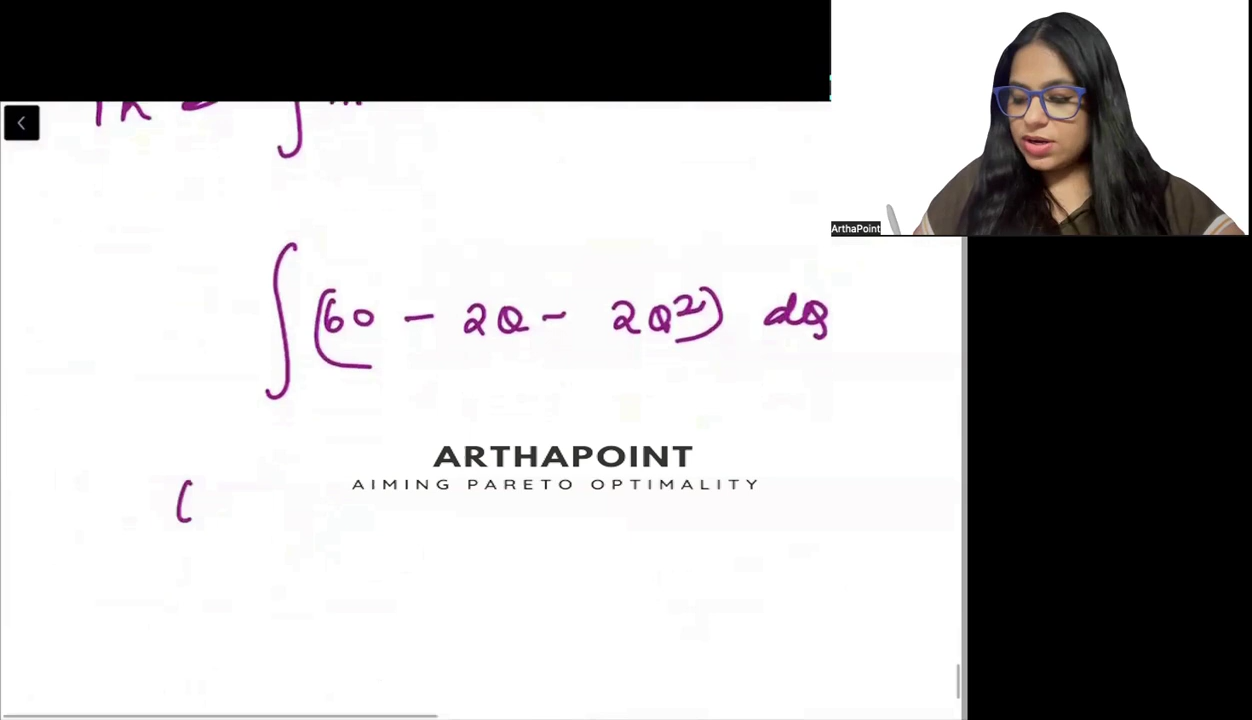 ArthaPoint
∫ (60 - 2Q - 2Q²) dQ
ARTHAPOINT
AIMING PARETO OPTIMALITY
(